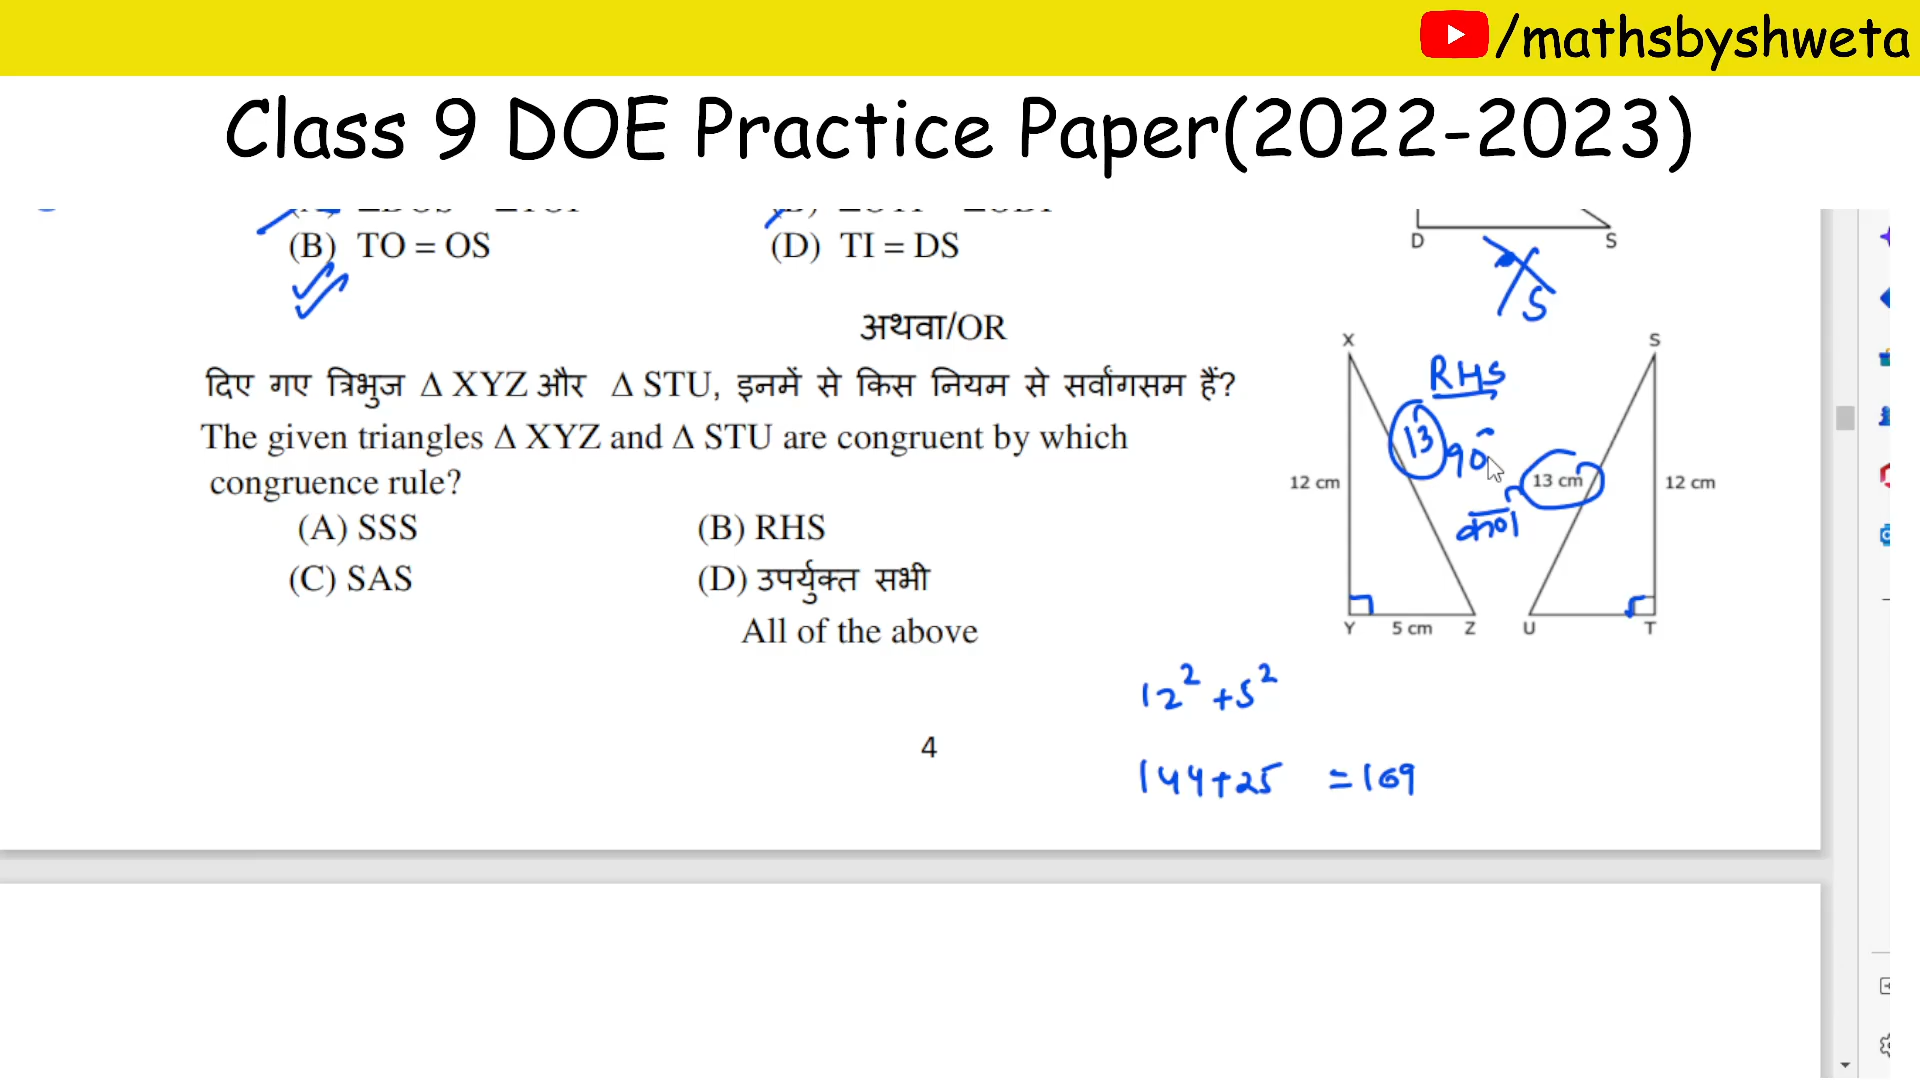 /mathsbyshweta
Class 9 DOE Practice Paper(2022-2023)
(B) TO = OS
(D) TI = DS
D
S
S
अथवा/OR
दिए गए त्रिभुज Δ XYZ और Δ STU, इनमें से किस नियम से सर्वांगसम हैं?
The given triangles Δ XYZ and Δ STU are congruent by which
congruence rule?
(A) SSS
(B) RHS
(C) SAS
(D) उपर्युक्त सभी
All of the above
X
S
RHS
13
90
12 cm
13 cm
12 cm
Y
5 cm
Z
U
T
12² + 5²
144+25 = 169
4